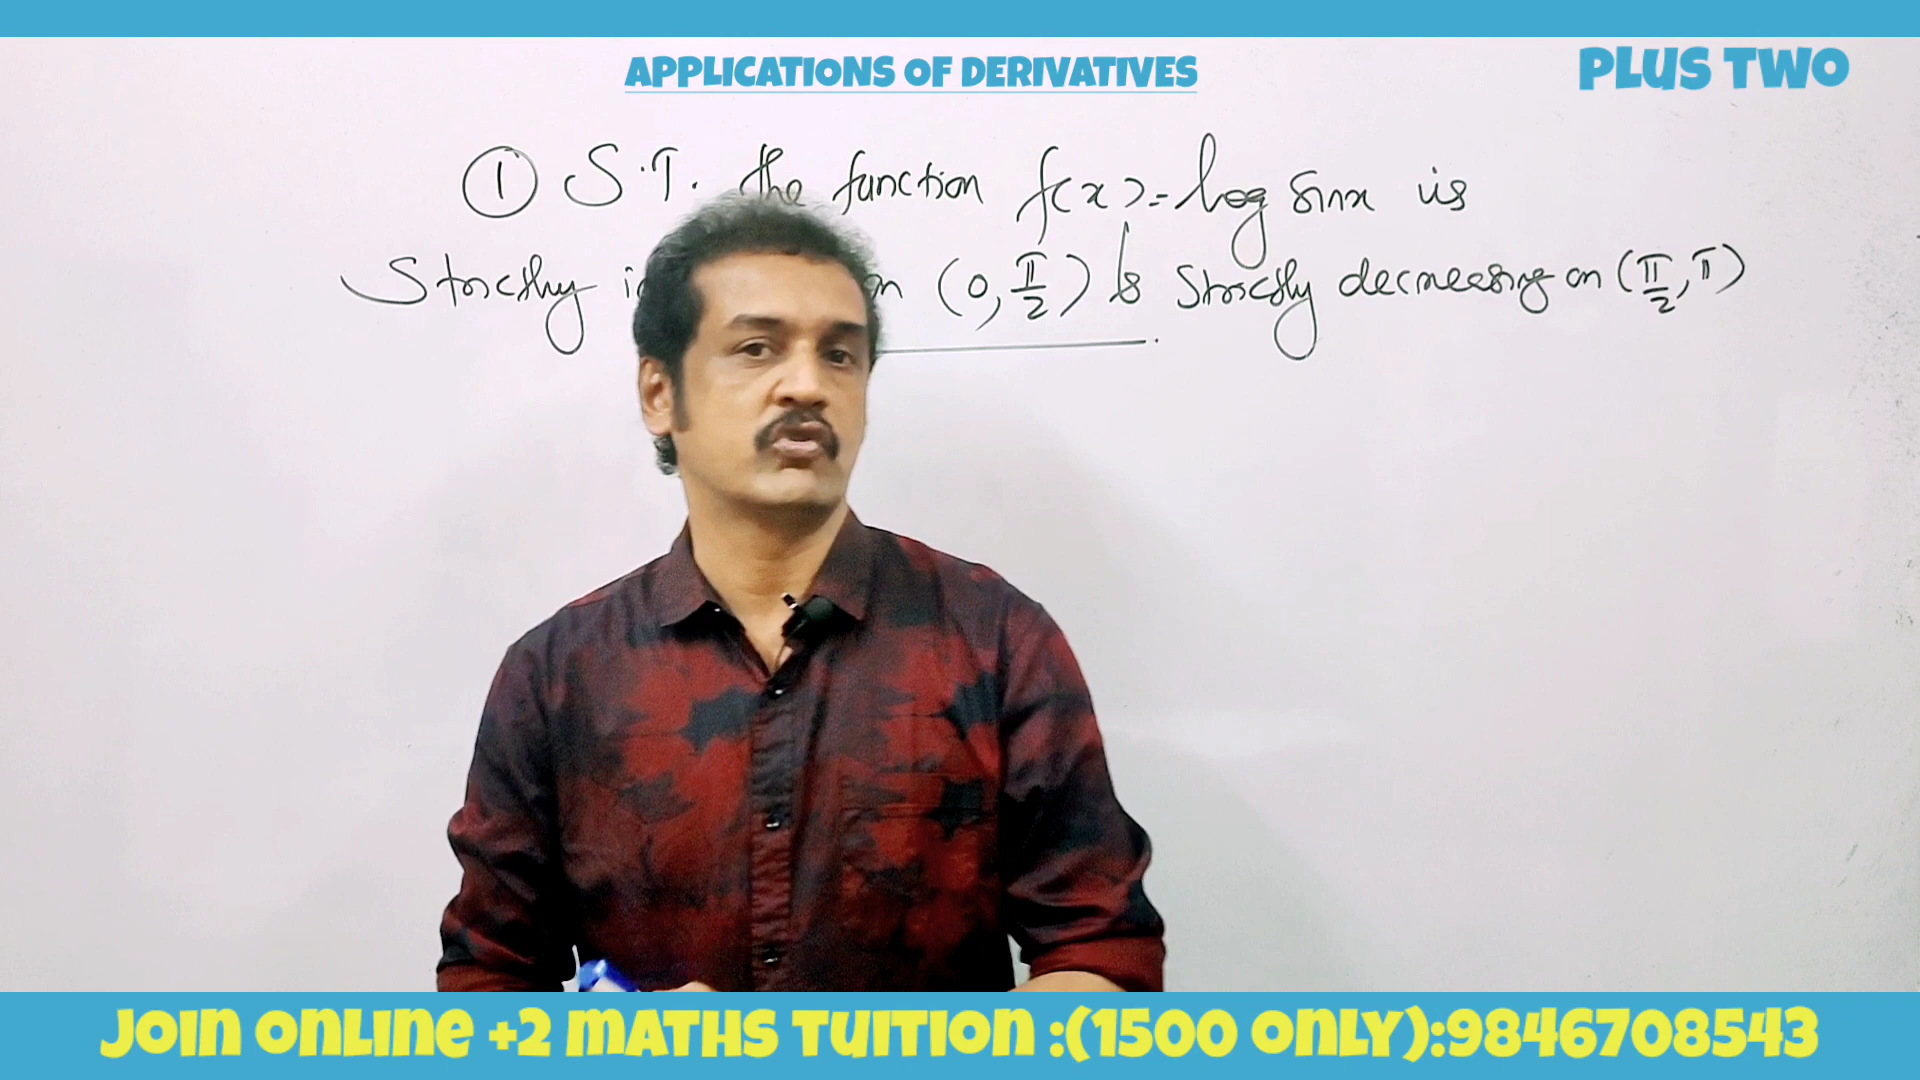 APPLICATIONS OF DERIVATIVES
PLUS TWO
① S.T. the function f(x) = log sinx is
Strictly on (0, π/2) & Strictly decreasing on (π/2, π)
JOIN ONLINE +2 MATHS TUITION :(1500 ONLY):9846708543